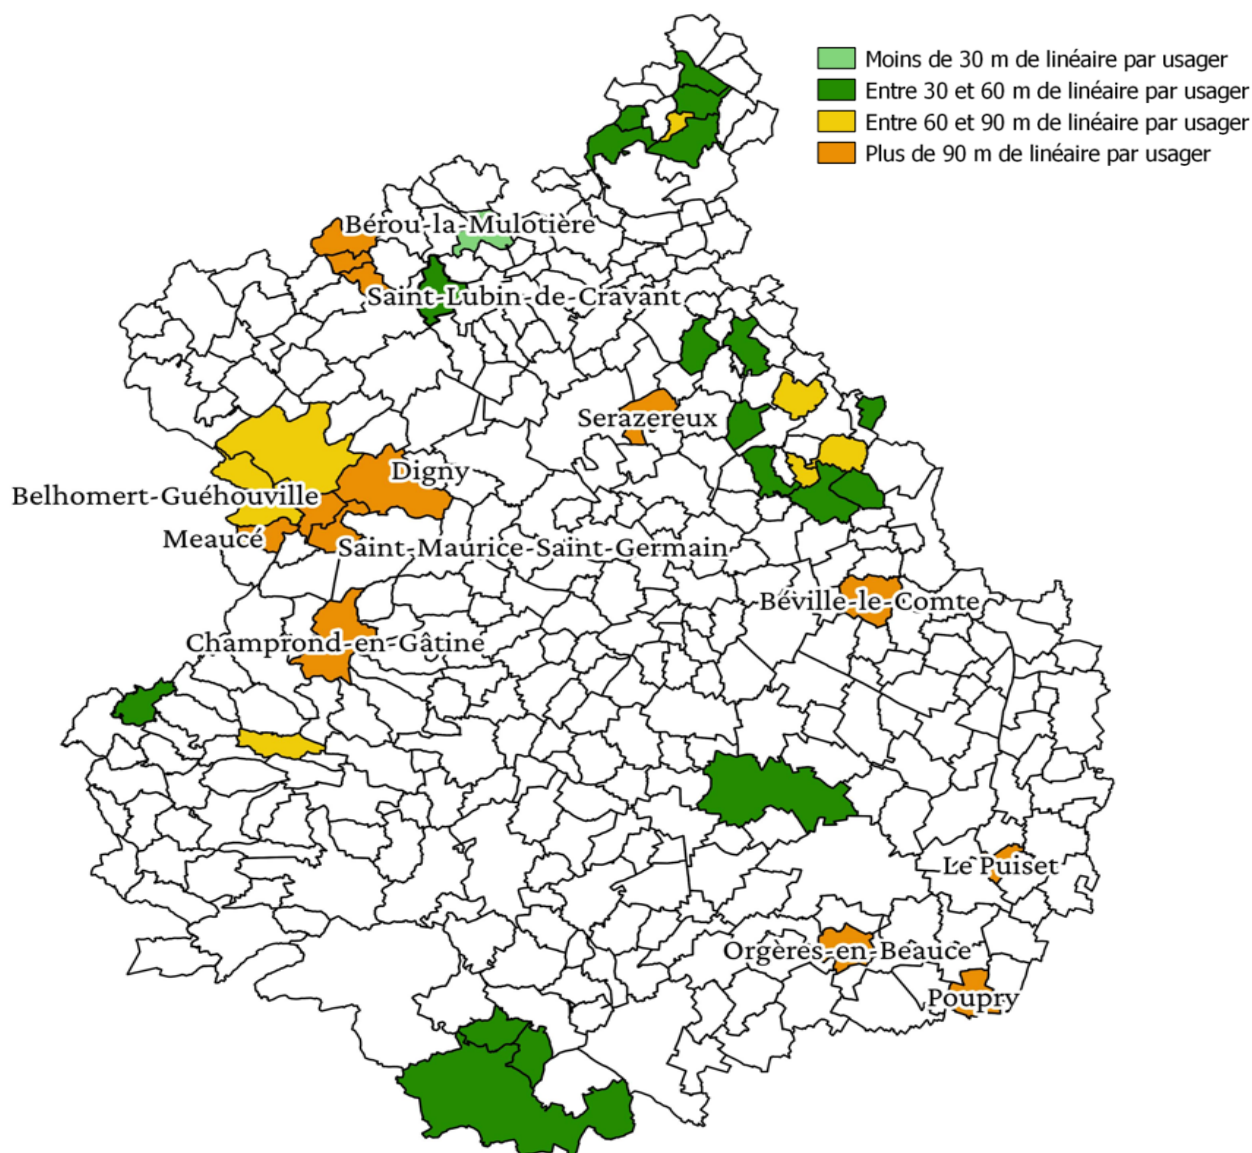 Moins de 30 m de linéaire par usager
Entre 30 et 60 m de linéaire par usager
Entre 60 et 90 m de linéaire par usager
Plus de 90 m de linéaire par usager
Bérou-la-Mulotière
Saint-Lubin-de-Cravant
Serazereux
Digny
Belhomert-Guéhouville
Meaucé
Saint-Maurice-Saint-Germain
Béville-le-Comte
Champrond-en-Gâtine
Le Puiset
Orgères-en-Beauce
Poupry